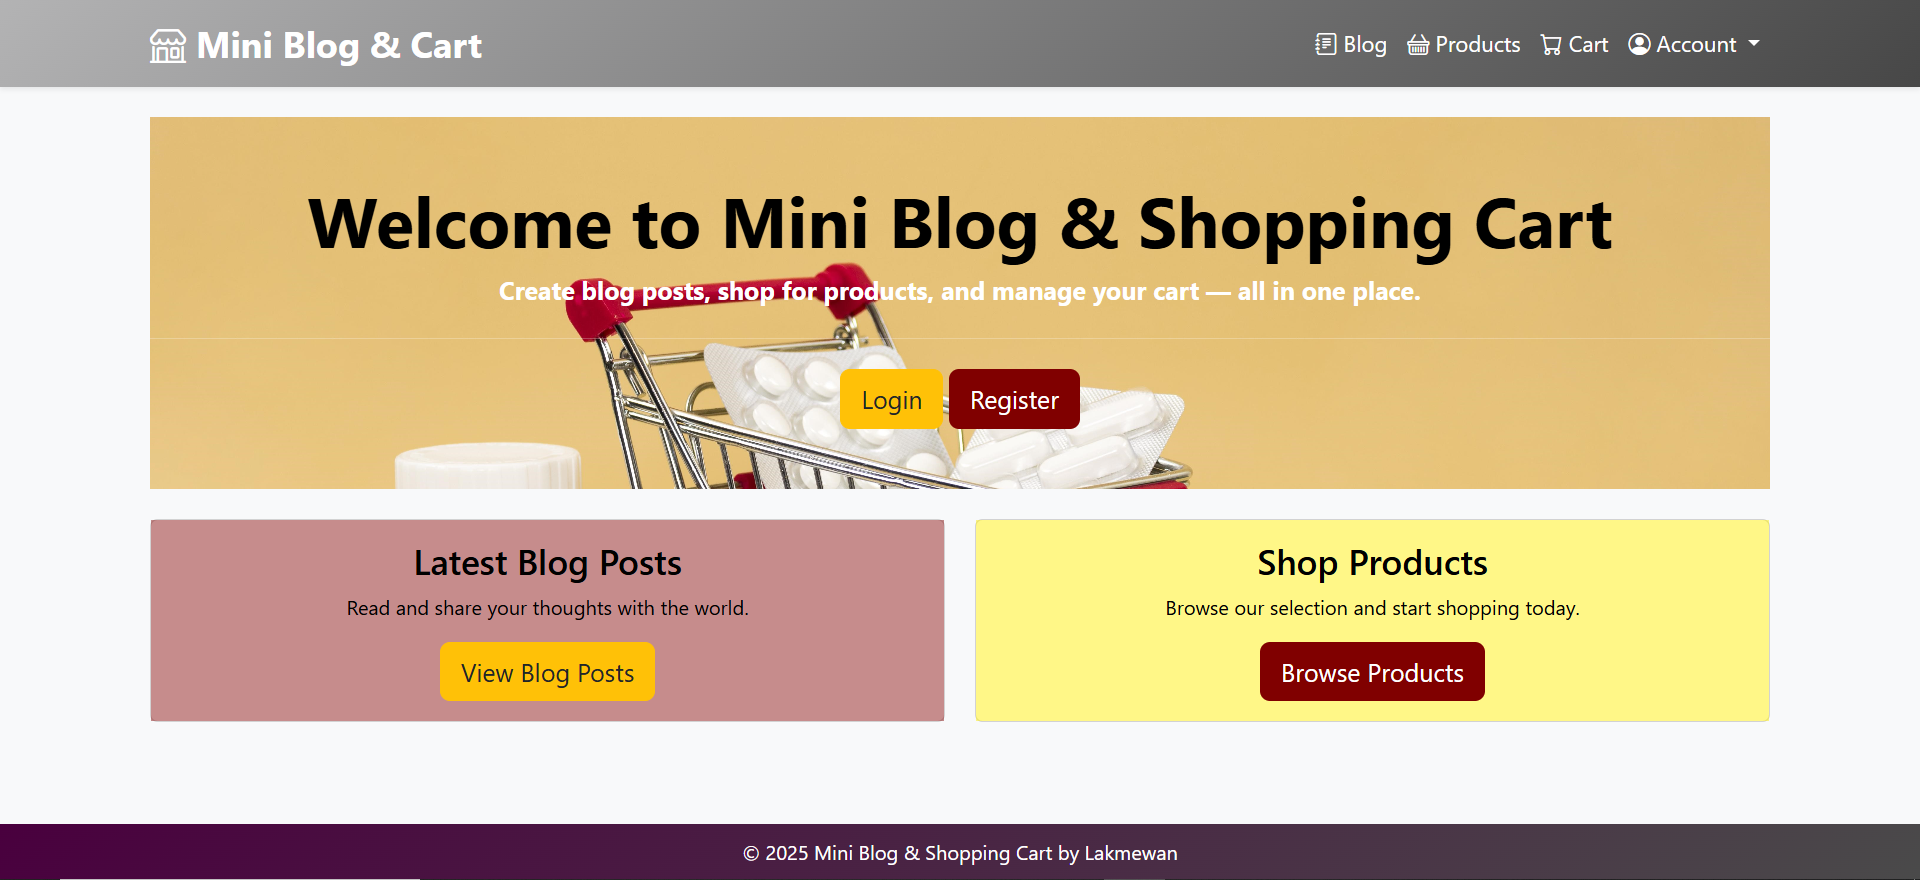 Mini Blog & Cart
Blog
Products
Cart
Account
Welcome to Mini Blog & Shopping Cart
Create blog posts, shop for products, and manage your cart — all in one place.
Login
Register
Latest Blog Posts
Read and share your thoughts with the world.
View Blog Posts
Shop Products
Browse our selection and start shopping today.
Browse Products
© 2025 Mini Blog & Shopping Cart by Lakmewan